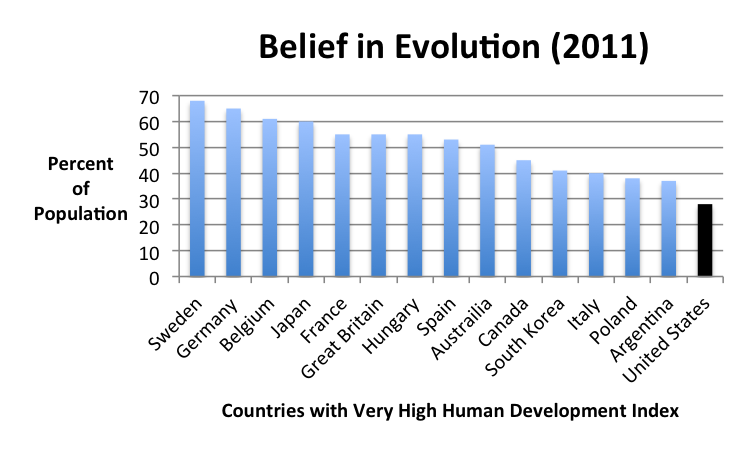 Belief in Evolution (2011)
Percent
of
Population
70
60
50
40
30
20
10
0
Sweden
Germany
Belgium
Japan
France
Great Britain
Hungary
Spain
Austrailia
Canada
South Korea
Italy
Poland
Argentina
United States
Countries with Very High Human Development Index